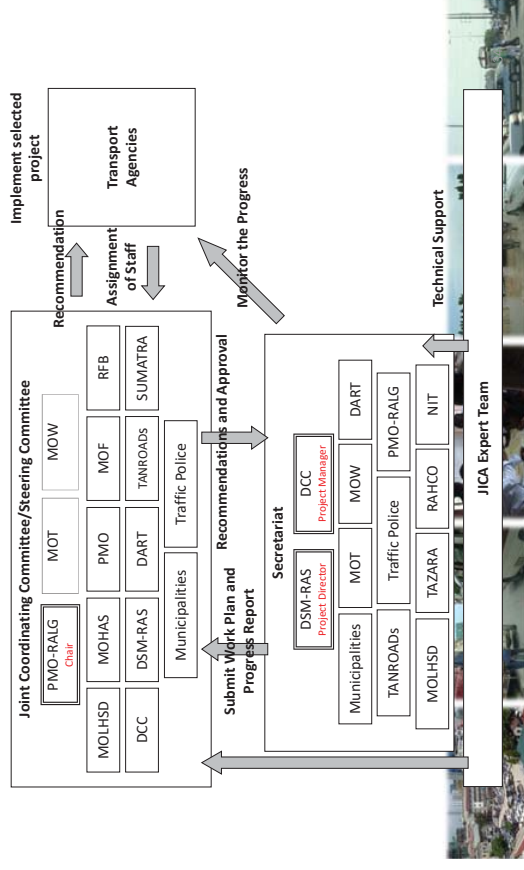 Joint Coordinating Committee/Steering Committee
PMO-RALG
Chair
MOT
MOW
MOLHSD
MOHAS
PMO
MOF
RFB
DCC
DSM-RAS
DART
TANROADs
SUMATRA
Municipalities
Traffic Police
Recommendation
Assignment
of Staff
Implement selected
project
Transport
Agencies
Submit Work Plan and
Progress Report
Recommendations and Approval
Monitor the Progress
Secretariat
DSM-RAS
Project Director
DCC
Project Manager
Municipalities
MOT
MOW
DART
TANROADs
Traffic Police
PMO-RALG
MOLHSD
TAZARA
RAHCO
NIT
Technical Support
JICA Expert Team